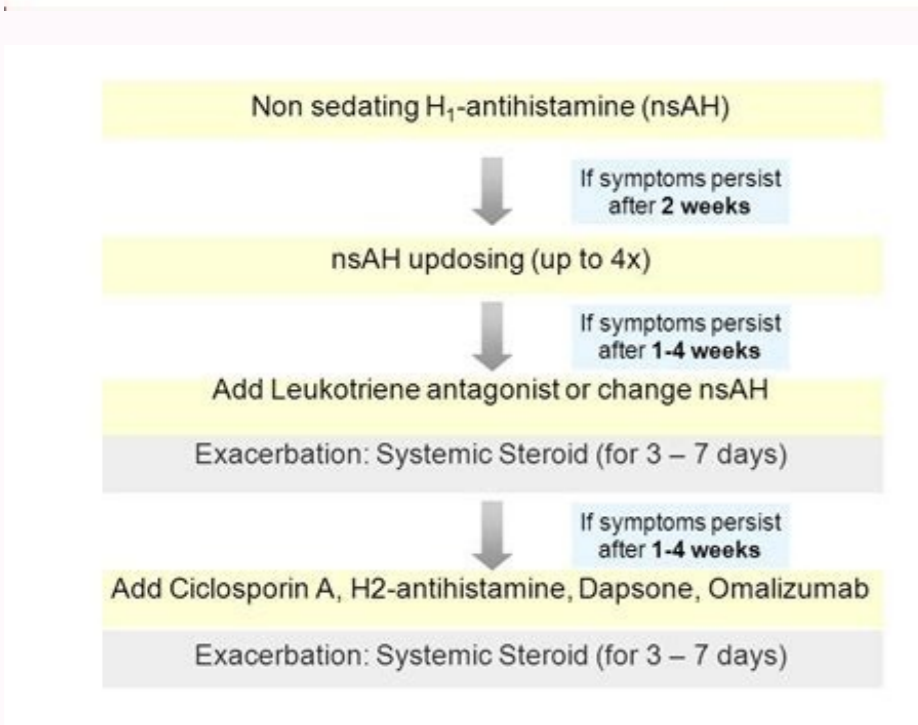 Non sedating H₁-antihistamine (nsAH)
If symptoms persist
after 2 weeks
nsAH updosing (up to 4x)
If symptoms persist
after 1-4 weeks
Add Leukotriene antagonist or change nsAH
Exacerbation: Systemic Steroid (for 3 – 7 days)
If symptoms persist
after 1-4 weeks
Add Ciclosporin A, H2-antihistamine, Dapsone, Omalizumab
Exacerbation: Systemic Steroid (for 3 – 7 days)